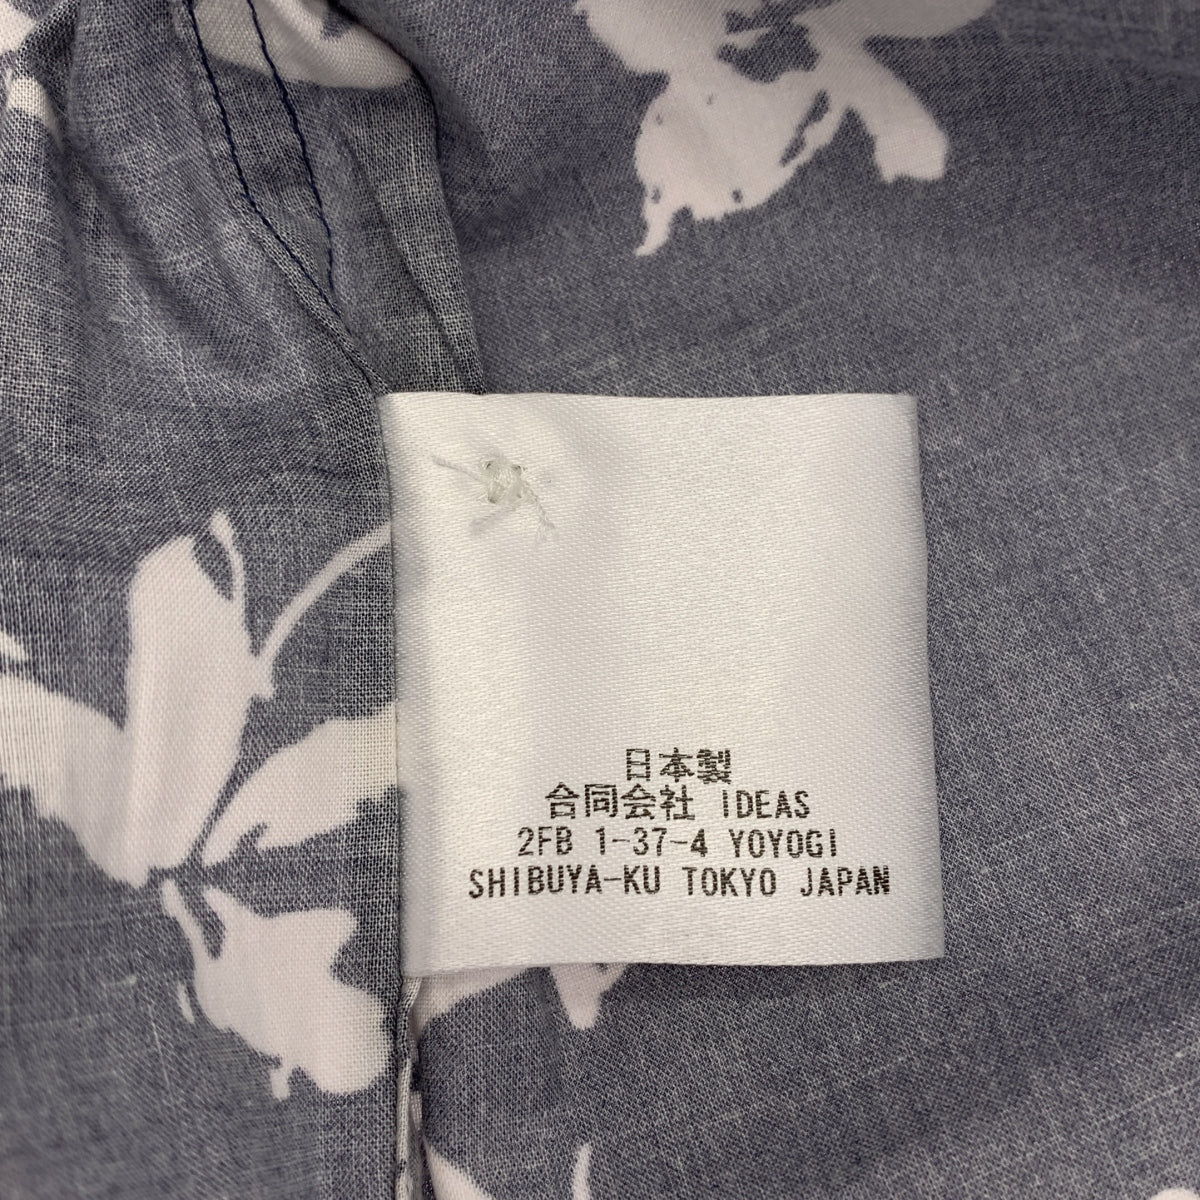 日本製
合同会社 IDEAS
2FB 1-37-4 YOYOGI
SHIBUYA-KU TOKYO JAPAN